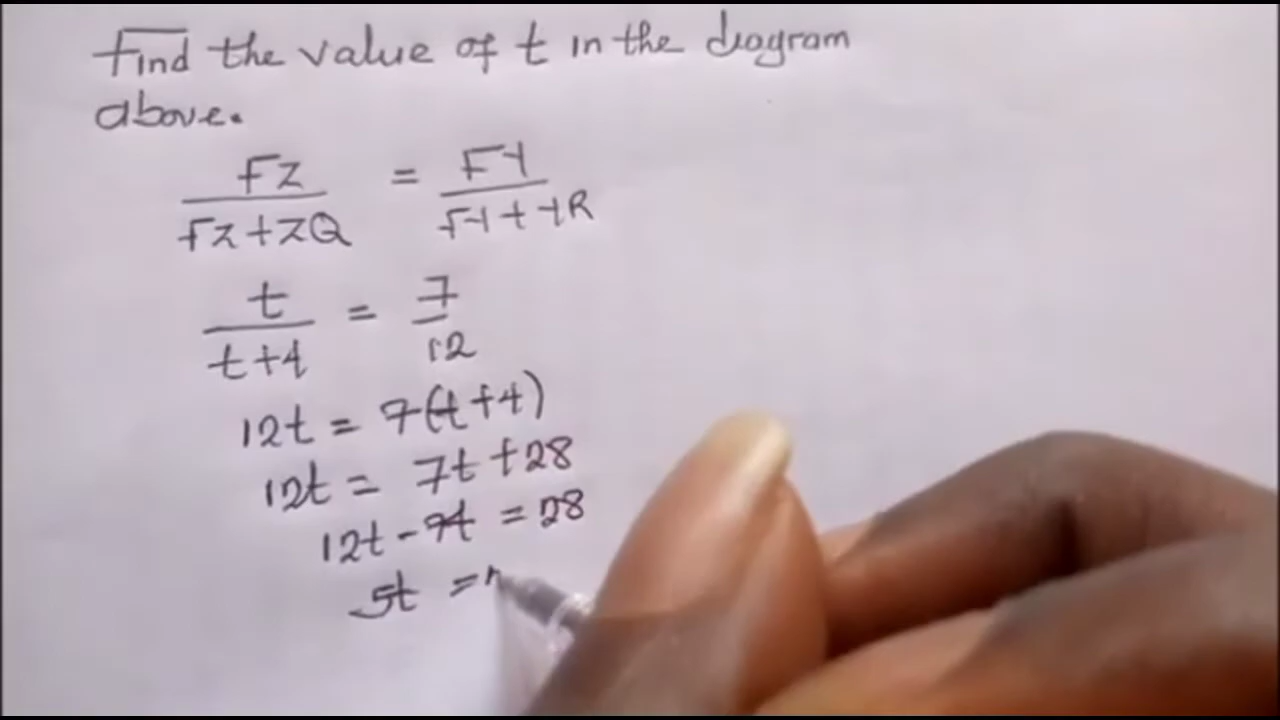 Find the value of t in the diagram
above.
FZ / FZ+ZQ = FY / FY+YR
t / t+4 = 7 / 12
12t = 7(t+4)
12t = 7t+28
12t - 7t = 28
5t =